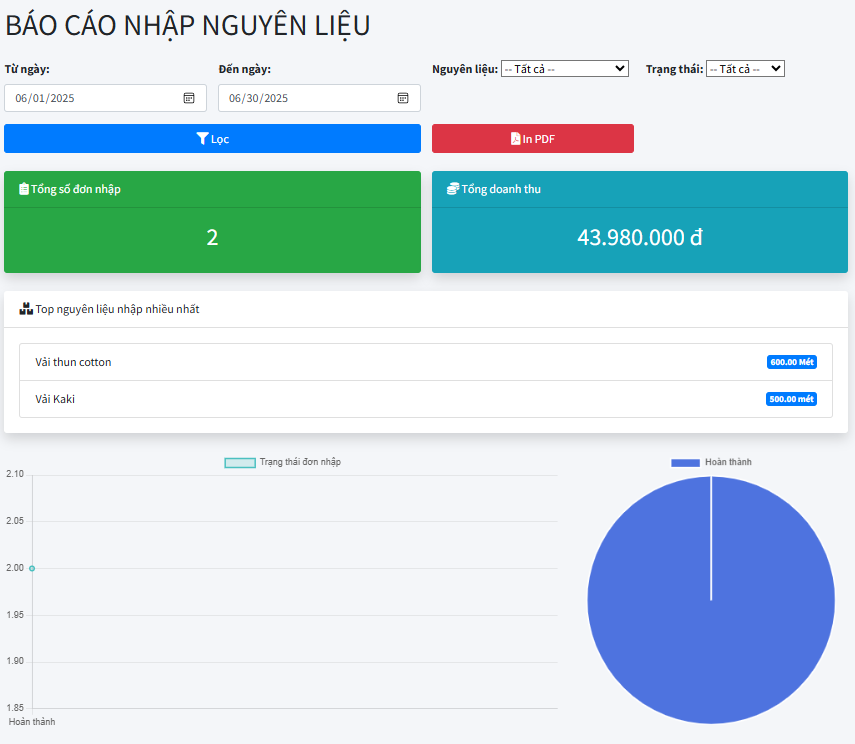 BÁO CÁO NHẬP NGUYÊN LIỆU
Từ ngày:
Đến ngày:
Nguyên liệu: -- Tất cả --
Trạng thái: -- Tất cả --
06/01/2025
06/30/2025
Lọc
In PDF
Tổng số đơn nhập
2
Tổng doanh thu
43.980.000 đ
Top nguyên liệu nhập nhiều nhất
Vải thun cotton 600.00 Mét
Vải Kaki 500.00 mét
Trạng thái đơn nhập
2.10
2.05
2.00
1.95
1.90
1.85
Hoàn thành
Hoàn thành